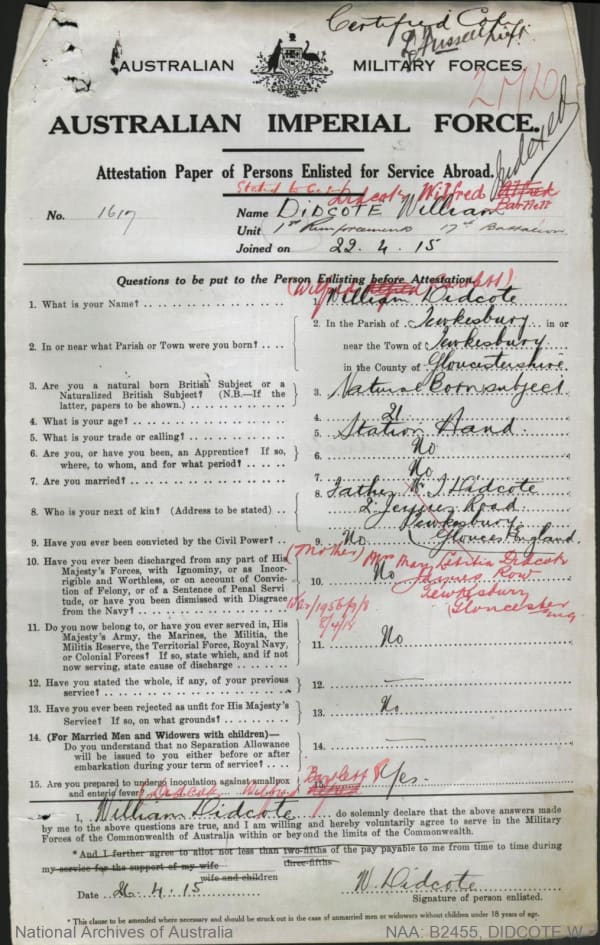 Certified Copy
AUSTRALIAN MILITARY FORCES.
2 MD
Indexed
AUSTRALIAN IMPERIAL FORCE.
Attestation Paper of Persons Enlisted for Service Abroad.
Didcote Wilfred Alfred
Bartlett
No. 1617 Name DIDCOTE William
Unit 1st Reinforcements 17th Battalion
Joined on 22.4.15
Questions to be put to the Person Enlisting before Attestation.
1. What is your Name? 1. William Didcote
2. In or near what Parish or Town were you born? 2. In the Parish of Tewkesbury in or
near the Town of Tewkesbury
in the County of Gloucestershire
3. Are you a natural born British Subject or a
Naturalized British Subject? (N.B.—If the
latter, papers to be shown.) 3. Natural Born subject
4. What is your age? 4. 21
5. What is your trade or calling? 5. Station Hand.
6. Are you, or have you been, an Apprentice? If so,
where, to whom, and for what period? 6. No
7. Are you married? 7. No
8. Who is your next of kin? (Address to be stated) 8. Father W. J Didcote
Road
Tewkesbury
Gloucester England.
9. Have you ever been convicted by the Civil Power? 9. No
(Mother) Mrs Mary Letitia Didcote
James Row
Tewkesbury
Gloucester
Eng
10. Have you ever been discharged from any part of His
Majesty's Forces, with Ignominy, or as Incor-
rigible and Worthless, or on account of Convic-
tion of Felony, or of a Sentence of Penal Servi-
tude, or have you been dismissed with Disgrace
from the Navy? 10. No
11. Do you now belong to, or have you ever served in, His
Majesty's Army, the Marines, the Militia, the
Militia Reserve, the Territorial Force, Royal Navy,
or Colonial Forces? If so, state which, and if not
now serving, state cause of discharge 11. No
12. Have you stated the whole, if any, of your previous
service? 12. —
13. Have you ever been rejected as unfit for His Majesty's
Service? If so, on what grounds? 13. No
14. (For Married Men and Widowers with children)—
Do you understand that no Separation Allowance
will be issued to you either before or after
embarkation during your term of service? 14. —
15. Are you prepared to undergo inoculation against smallpox
and enteric fever? 15. Yes.
Didcote Wilfred Bartlett
I, William Didcote do solemnly declare that the above answers made
by me to the above questions are true, and I am willing and hereby voluntarily agree to serve in the Military
Forces of the Commonwealth of Australia within or beyond the limits of the Commonwealth.
*And I further agree to allot not less than two-fifths of the pay payable to me from time to time during
three-fifths
my service for the support of my wife
wife and children
Date 26.4.15 W. Didcote
Signature of person enlisted.
* This clause to be amended where necessary and should be struck out in the case of unmarried men or widowers without children under 18 years of age.
National Archives of Australia NAA: B2455, DIDCOTE W